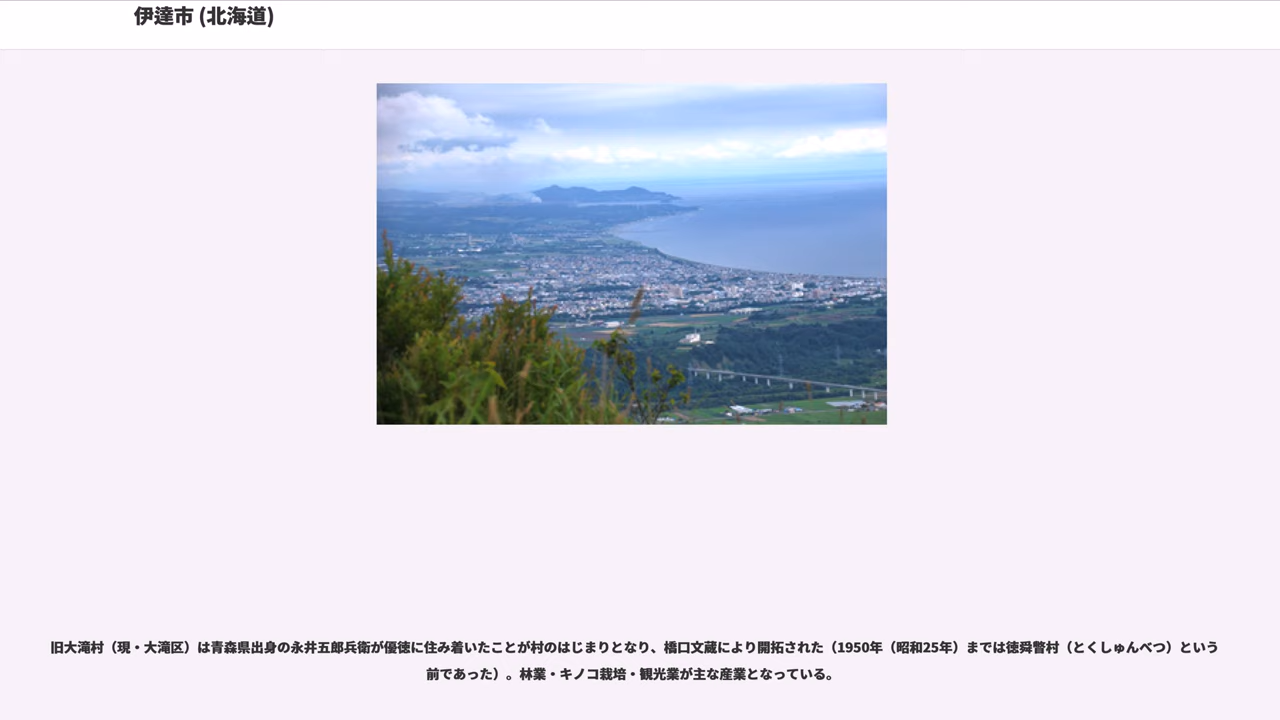 伊達市 (北海道)
旧大滝村（現・大滝区）は青森県出身の永井五郎兵衛が優徳に住み着いたことが村のはじまりとなり、橋口文蔵により開拓された（1950年（昭和25年）までは徳舜瞥村（とくしゅんべつ）という
前であった）。林業・キノコ栽培・観光業が主な産業となっている。